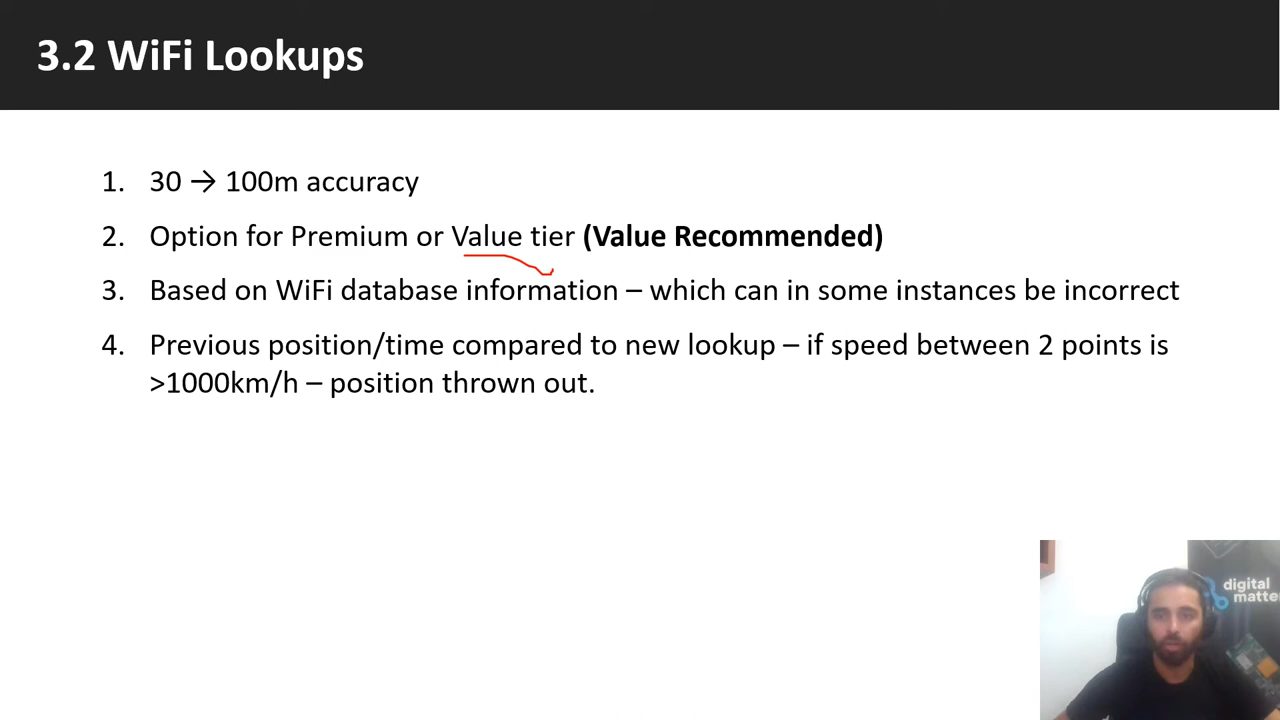 3.2 WiFi Lookups
1. 30 → 100m accuracy
2. Option for Premium or Value tier (Value Recommended)
3. Based on WiFi database information – which can in some instances be incorrect
4. Previous position/time compared to new lookup – if speed between 2 points is
>1000km/h – position thrown out.
digital
matte